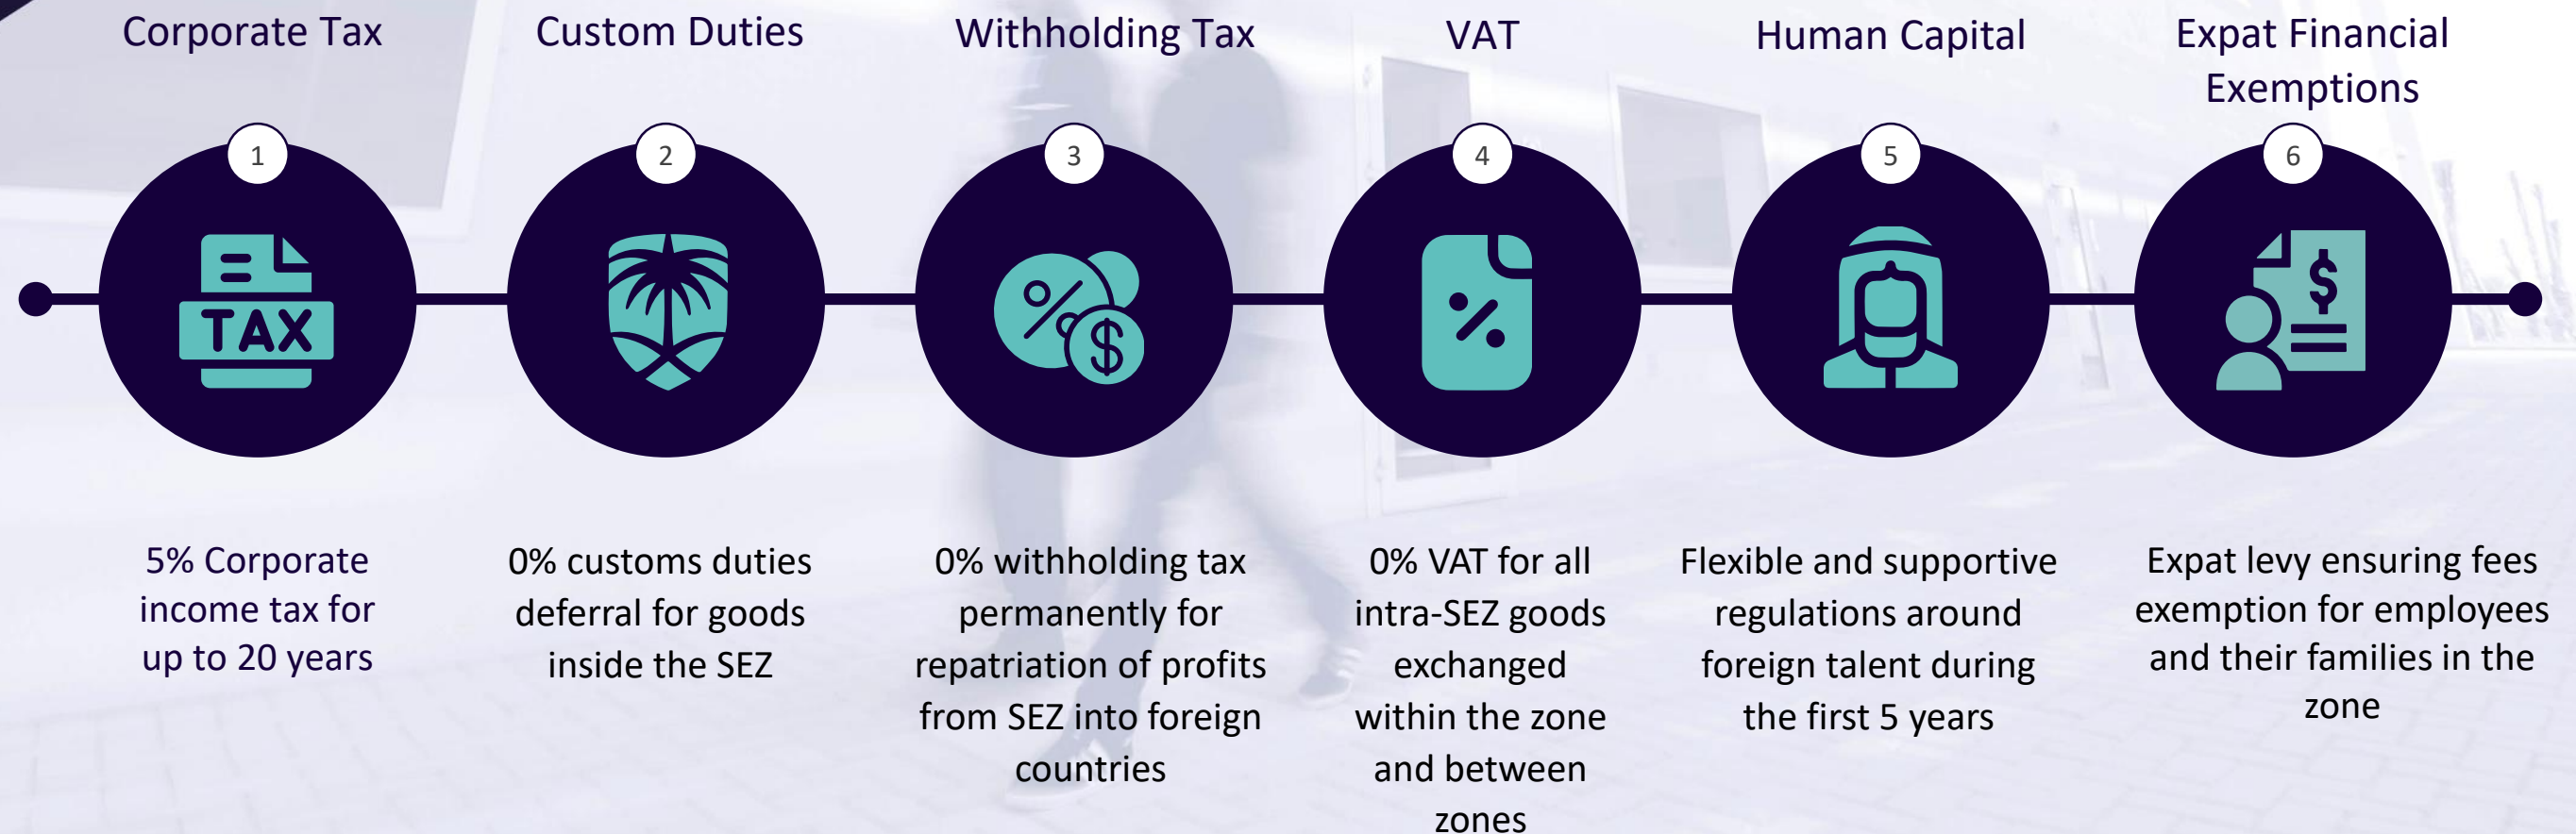 Corporate Tax
Custom Duties
Withholding Tax
VAT
Human Capital
Expat Financial
Exemptions
1
2
3
4
5
6
TAX
%
$
%
$
5% Corporate
income tax for
up to 20 years
0% customs duties
deferral for goods
inside the SEZ
0% withholding tax
permanently for
repatriation of profits
from SEZ into foreign
countries
0% VAT for all
intra-SEZ goods
exchanged
within the zone
and between
zones
Flexible and supportive
regulations around
foreign talent during
the first 5 years
Expat levy ensuring fees
exemption for employees
and their families in the
zone